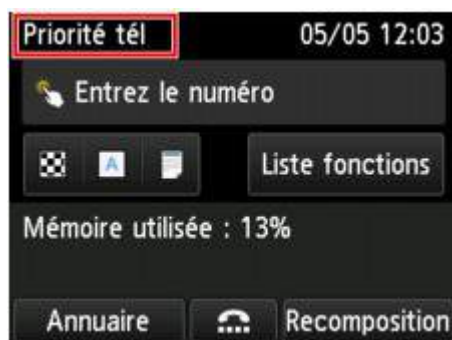 Priorité tél 05/05 12:03
Entrez le numéro
A Liste fonctions
Mémoire utilisée : 13%
Annuaire Recomposition